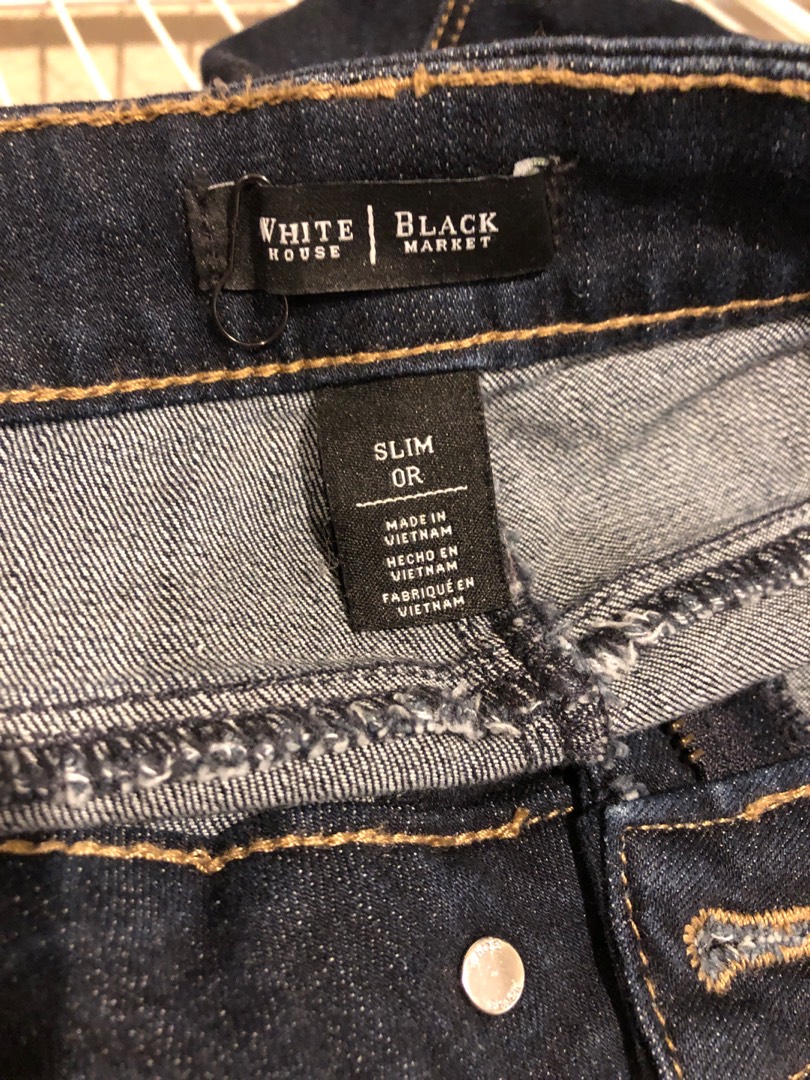 WHITE | BLACK
HOUSE MARKET
SLIM
0R
MADE IN
VIETNAM
HECHO EN
VIETNAM
FABRIQUÉ EN
VIETNAM